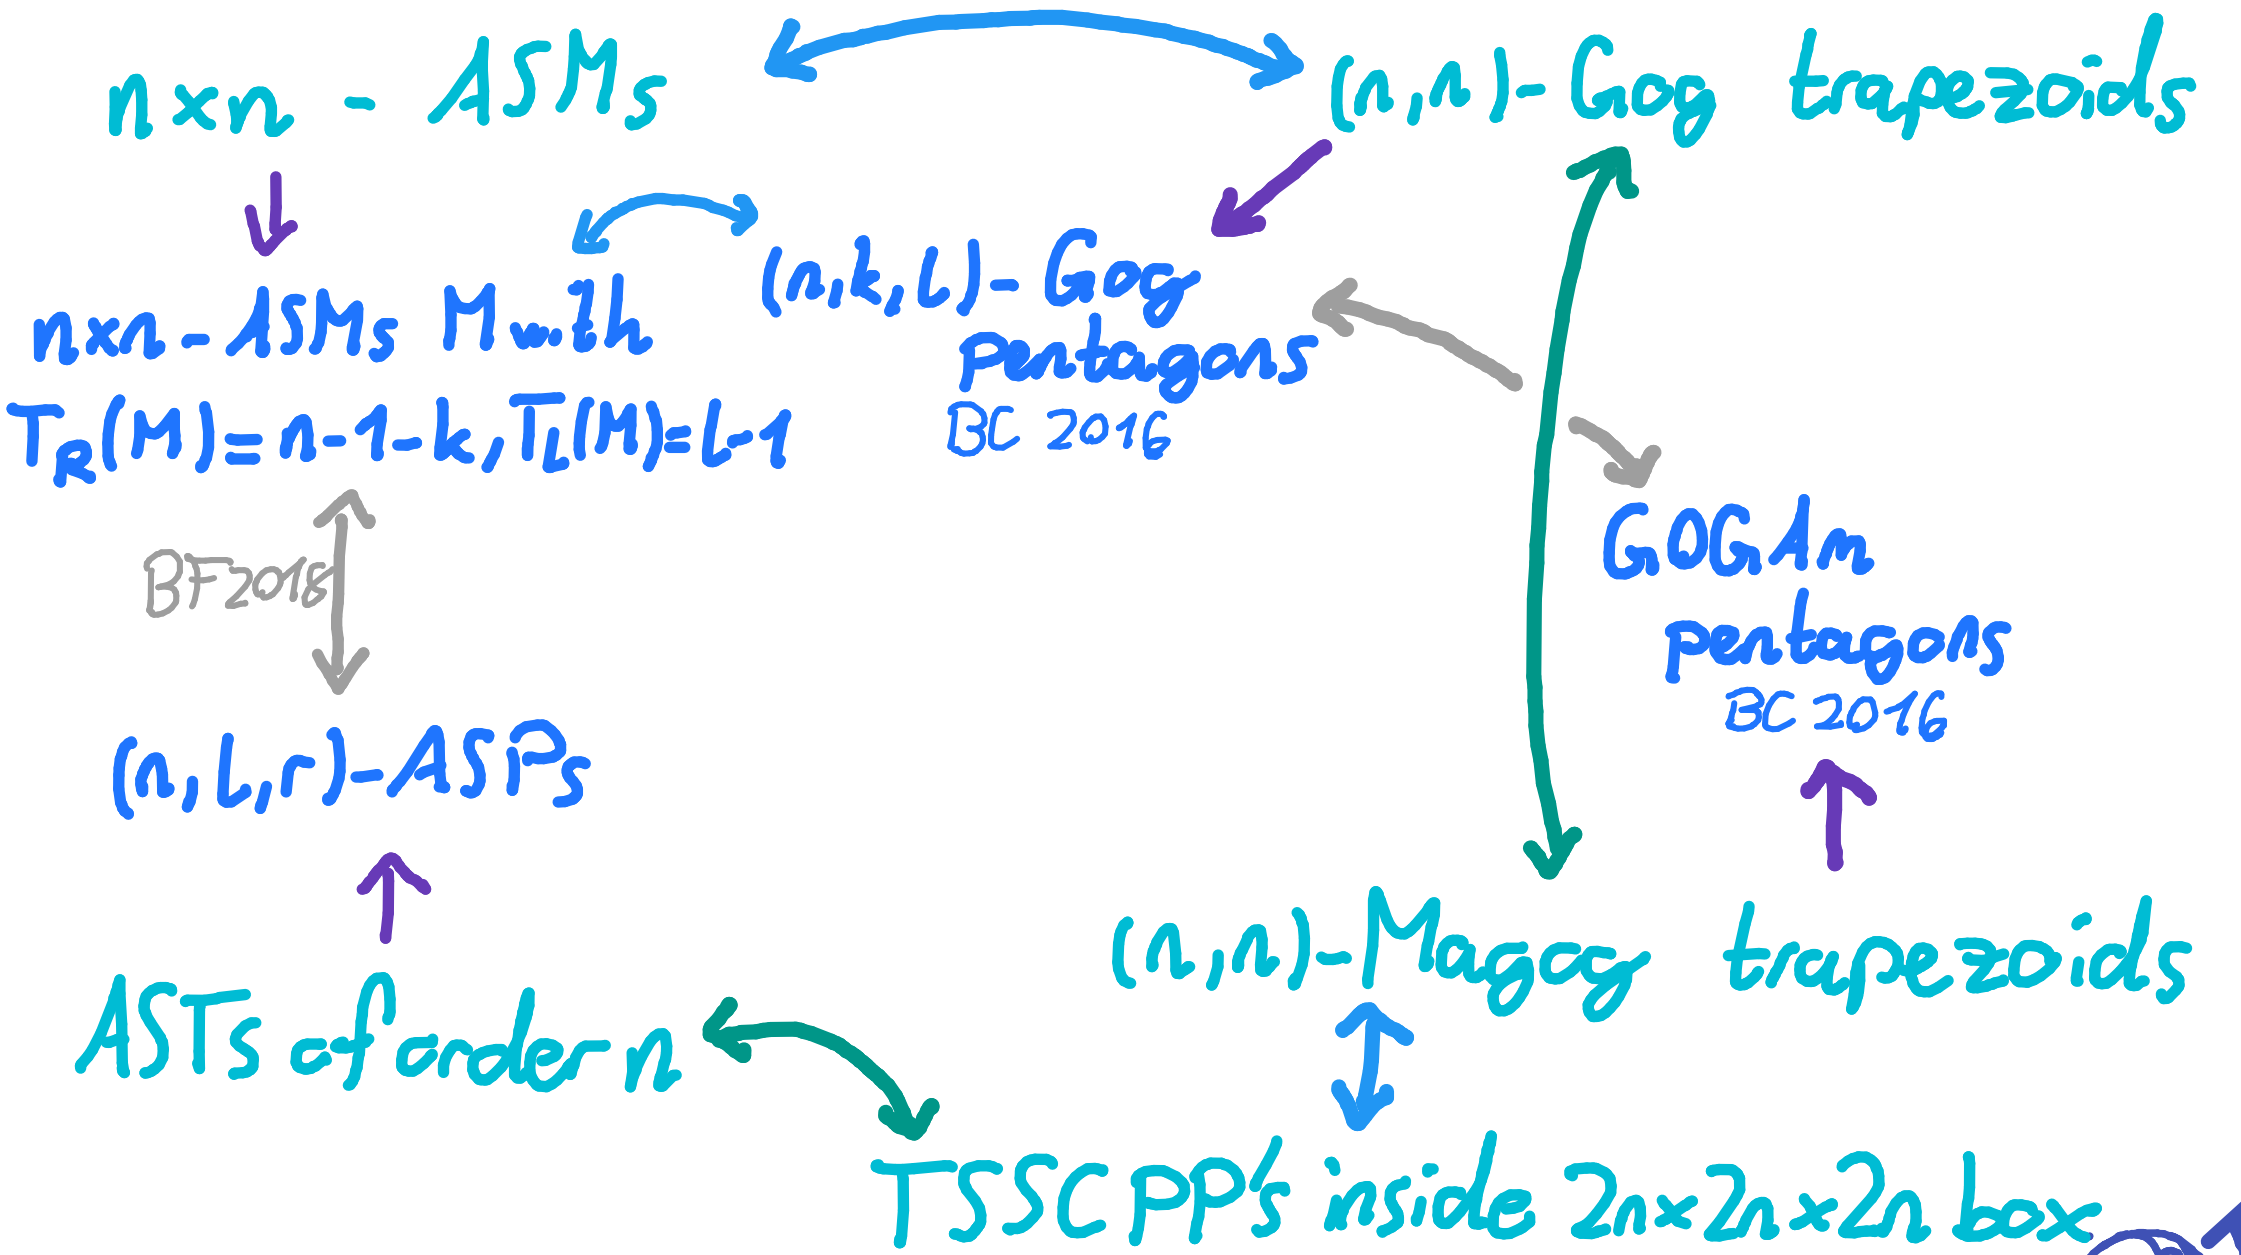 nxn - ASMs
(n,n)-Gog trapezoids
(n,k,l)-Gog
pentagons
BC 2016
nxn-ASMs M with
T_R(M)=n-1-k, T_L(M)=l-1
BF2018
GOGAm
pentagons
BC 2016
(n,l,r)-ASPs
(n,n)-Magog trapezoids
ASTs of order n
TSSCPP's inside 2n×2n×2n box